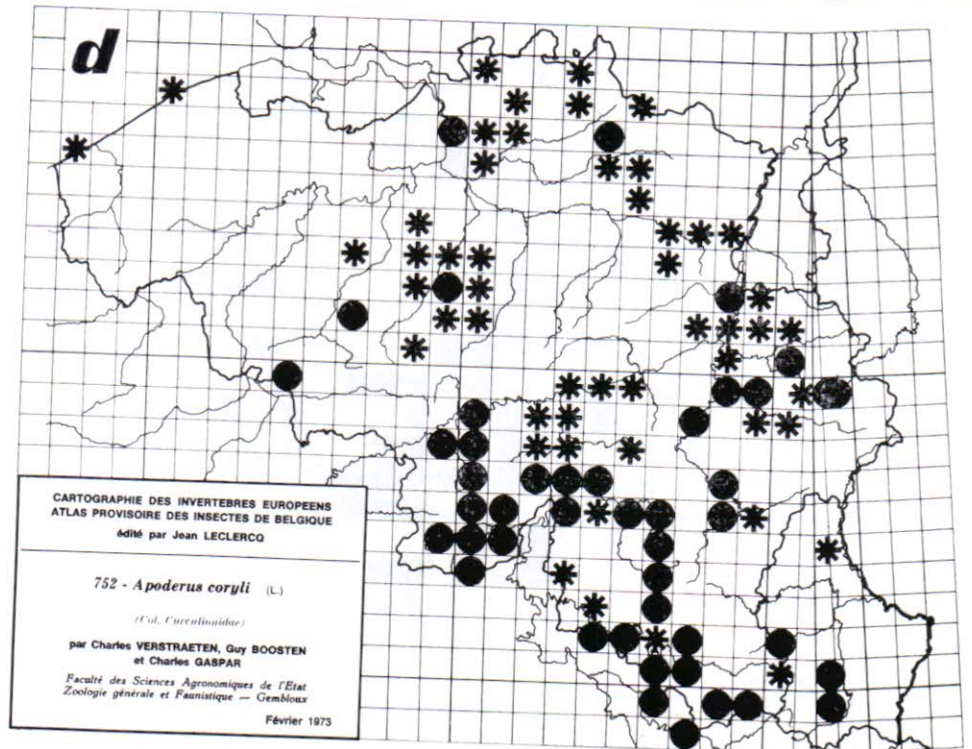 d
CARTOGRAPHIE DES INVERTEBRES EUROPEENS
ATLAS PROVISOIRE DES INSECTES DE BELGIQUE
édité par Jean LECLERCQ
752 - Apoderus coryli (L.)
(Col. Curculionidae)
par Charles VERSTRAETEN, Guy BOOSTEN
et Charles GASPAR
Faculté des Sciences Agronomiques de l'Etat
Zoologie générale et Faunistique — Gembloux
Février 1973